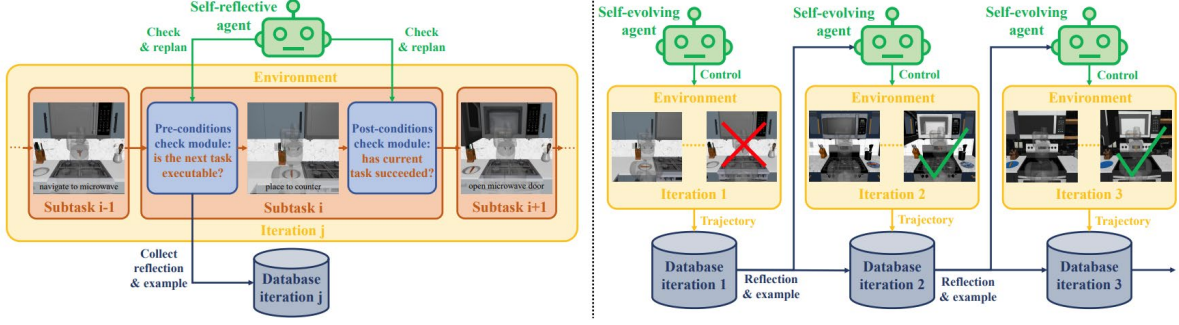 Self-reflective
agent
Check
& replan
Check
& replan
Environment
Pre-conditions
check module:
is the next task
executable?
Post-conditions
check module:
has current
task succeeded?
navigate to microwave
place to counter
open microwave door
Subtask i-1
Subtask i
Subtask i+1
Iteration j
Collect
reflection
& example
Database
iteration j
Self-evolving
agent
Self-evolving
agent
Self-evolving
agent
Control
Control
Control
Environment
Environment
Environment
Iteration 1
Iteration 2
Iteration 3
Trajectory
Trajectory
Trajectory
Database
iteration 1
Reflection
& example
Database
iteration 2
Reflection
& example
Database
iteration 3